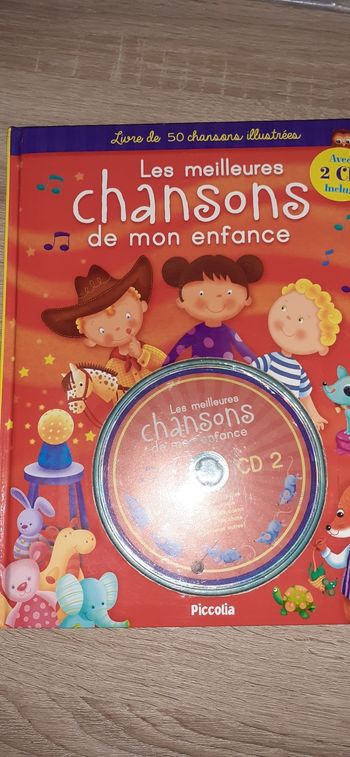 Livre de 50 chansons illustrées
Avec
2 CD
Inclus
Les meilleures
chansons
de mon enfance
Les meilleures
chansons
de mon enfance
CD 2
Piccolia